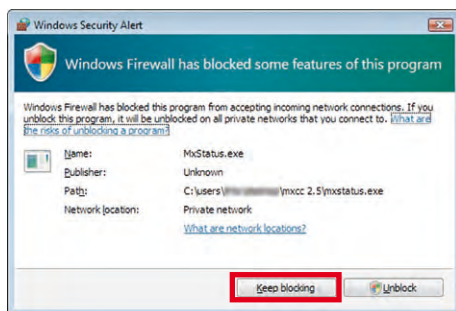 Windows Security Alert
Windows Firewall has blocked some features of this program
Windows Firewall has blocked this program from accepting incoming network connections. If you
unblock this program, it will be unblocked on all private networks that you connect to. What are
the risks of unblocking a program?
Name: MxStatus.exe
Publisher: Unknown
Path: C:\users\ \mxcc 2.5\mxstatus.exe
Network location: Private network
What are network locations?
Keep blocking Unblock